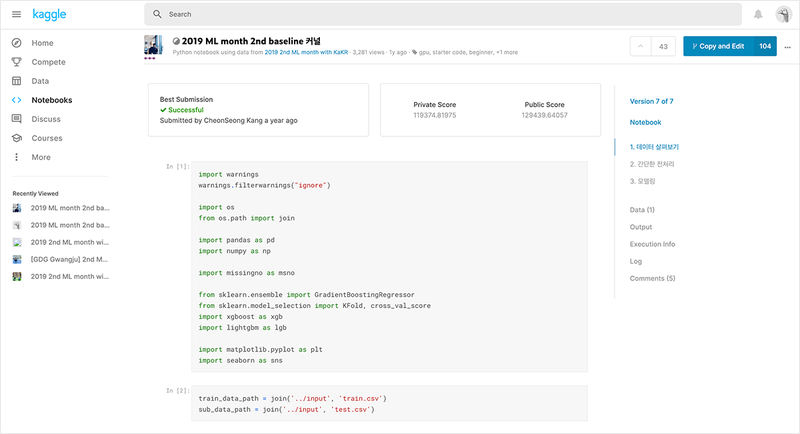 kaggle
Search
Home
Compete
Data
Notebooks
Discuss
Courses
More
Recently Viewed
2019 ML month 2nd ba...
2019 ML month 2nd ba...
2019 2nd ML month wi...
[GDG Gwangju] 2nd M...
2019 2nd ML month wi...
2019 ML month 2nd baseline 커널
Python notebook using data from 2019 2nd ML month with KaKR · 3,281 views · 1y ago · gpu, starter code, beginner, +1 more
43
Copy and Edit 104
Best Submission
Successful
Submitted by CheonSeong Kang a year ago
Private Score
119374.81975
Public Score
129439.64057
Version 7 of 7
Notebook
1. 데이터 살펴보기
2. 간단한 전처리
3. 모델링
Data (1)
Output
Execution Info
Log
Comments (5)
In [1]:
import warnings
warnings.filterwarnings("ignore")
import os
from os.path import join
import pandas as pd
import numpy as np
import missingno as msno
from sklearn.ensemble import GradientBoostingRegressor
from sklearn.model_selection import KFold, cross_val_score
import xgboost as xgb
import lightgbm as lgb
import matplotlib.pyplot as plt
import seaborn as sns
In [2]:
train_data_path = join('../input', 'train.csv')
sub_data_path = join('../input', 'test.csv')